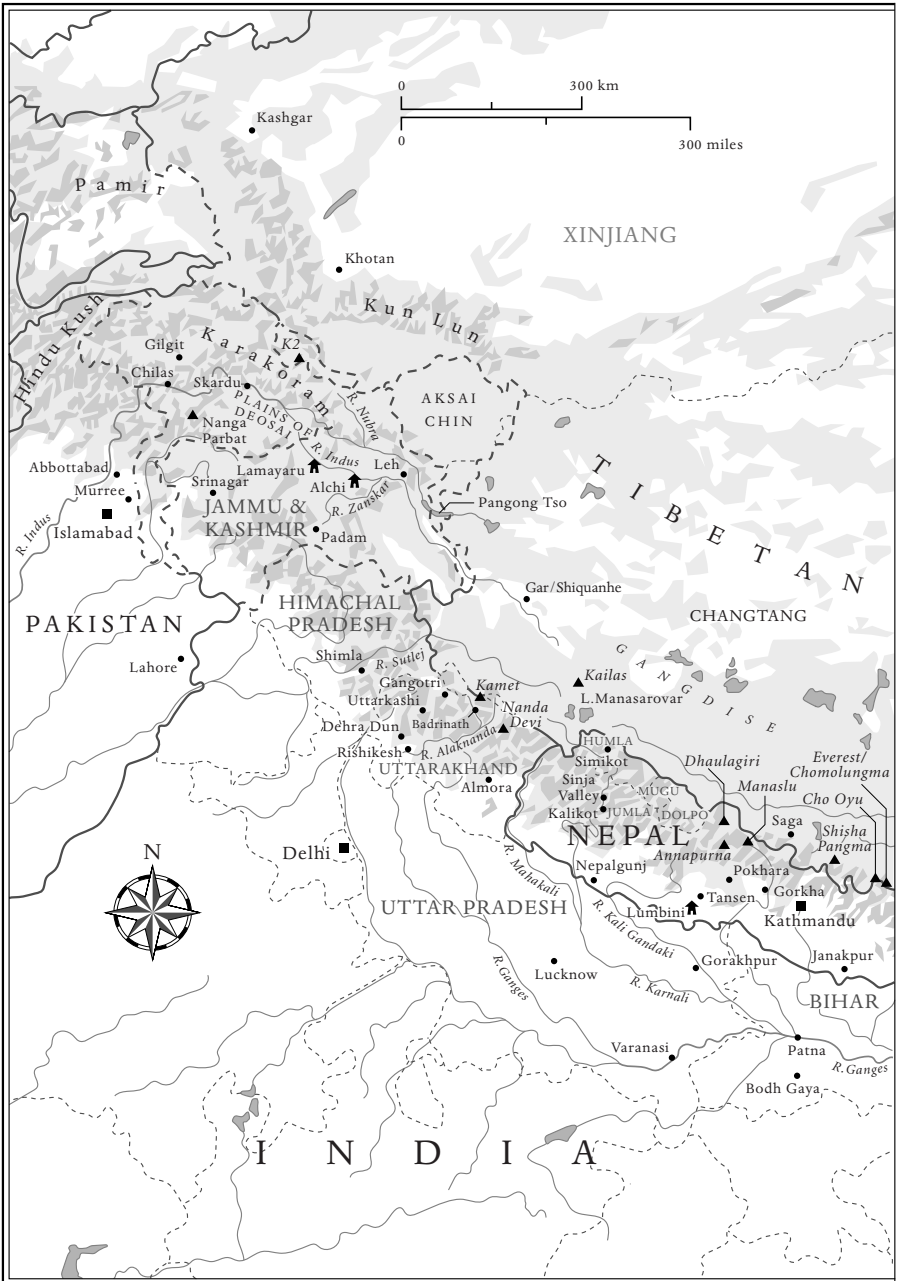 0
300 km
0
300 miles
Kashgar
Pamir
XINJIANG
Khotan
Kun Lun
Hindu Kush
Karakoram
K2
Gilgit
Chilas
Skardu
PLAINS OF
DEOSAI
R. Nubra
AKSAI
CHIN
Nanga
Parbat
R. Indus
Abbottabad
Lamayaru
Leh
Murree
Srinagar
Alchi
R. Zanskar
Pangong Tso
R. Indus
Islamabad
JAMMU &
KASHMIR
Padam
TIBETAN
Gar/Shiquanhe
CHANGTANG
PAKISTAN
HIMACHAL
PRADESH
Lahore
Shimla
R. Sutlej
GANGDISE
Gangotri
Kamet
Kailas
Uttarkashi
L.Manasarovar
Badrinath
Nanda
Devi
Dehra Dun
Rishikesh
R. Alaknanda
UTTARAKHAND
Almora
HUMLA
Simikot
Sinja
Valley
MUGU
Kalikot
JUMLA
DOLPO
Dhaulagiri
Manaslu
Everest/
Chomolungma
Cho Oyu
Saga
Shisha
Pangma
NEPAL
Annapurna
Delhi
N
R. Mahakali
Nepalgunj
Pokhara
Tansen
Gorkha
Lumbini
Kathmandu
UTTAR PRADESH
R. Kali Gandaki
Gorakhpur
Janakpur
R.Ganges
Lucknow
R. Karnali
BIHAR
Varanasi
Patna
R.Ganges
Bodh Gaya
INDIA